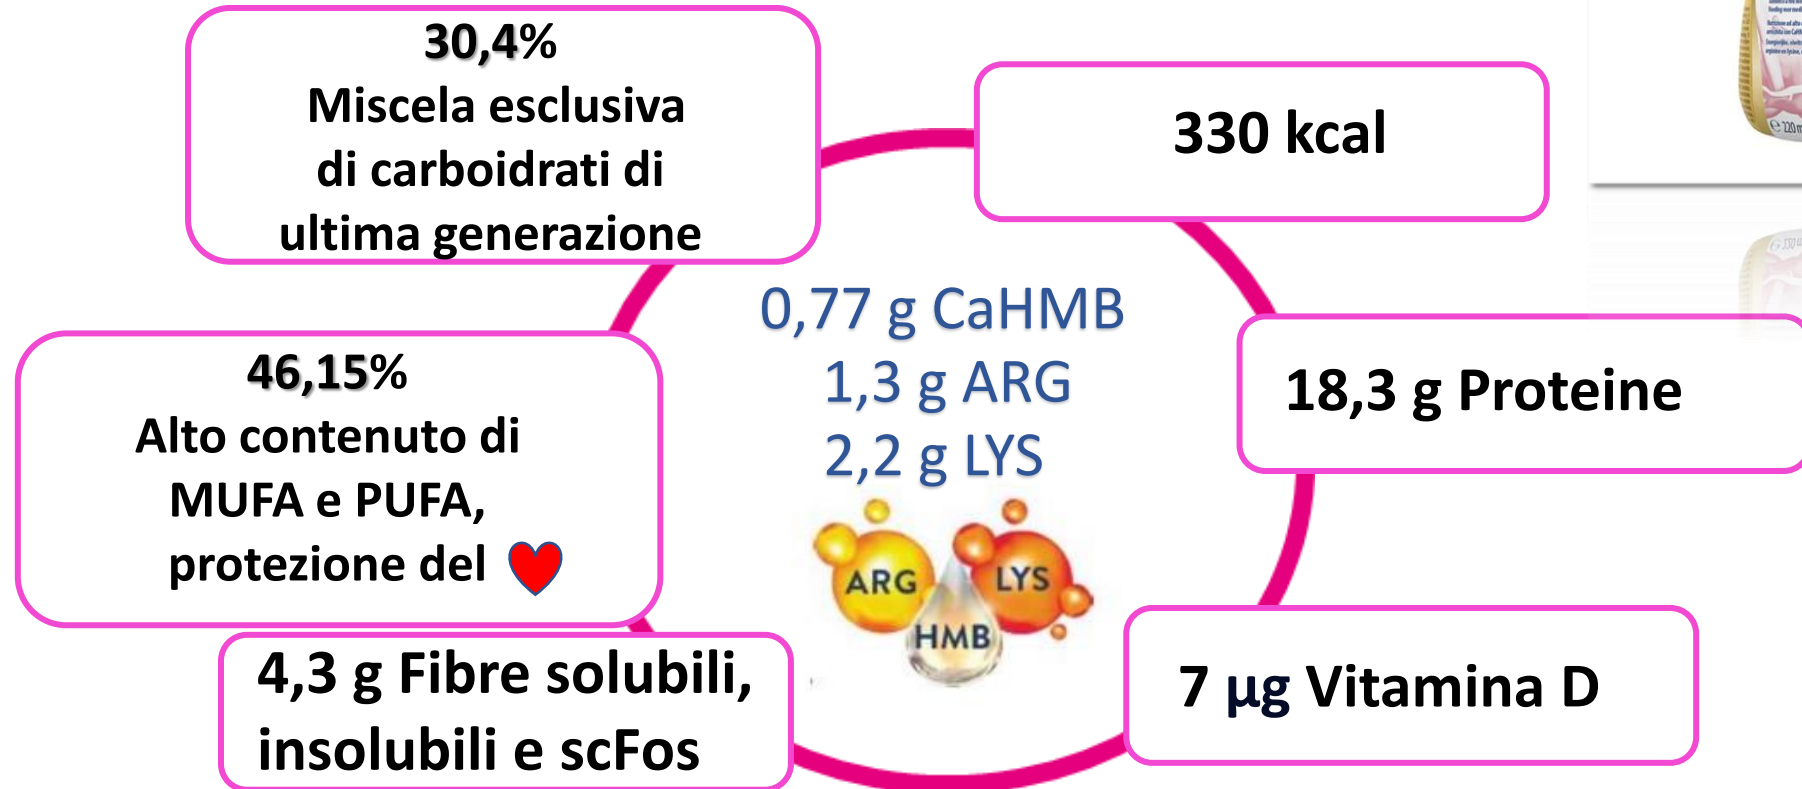 30,4%
Miscela esclusiva
di carboidrati di
ultima generazione
330 kcal
0,77 g CaHMB
1,3 g ARG
2,2 g LYS
46,15%
Alto contenuto di
MUFA e PUFA,
protezione del
18,3 g Proteine
ARG
LYS
HMB
4,3 g Fibre solubili,
insolubili e scFos
7 µg Vitamina D